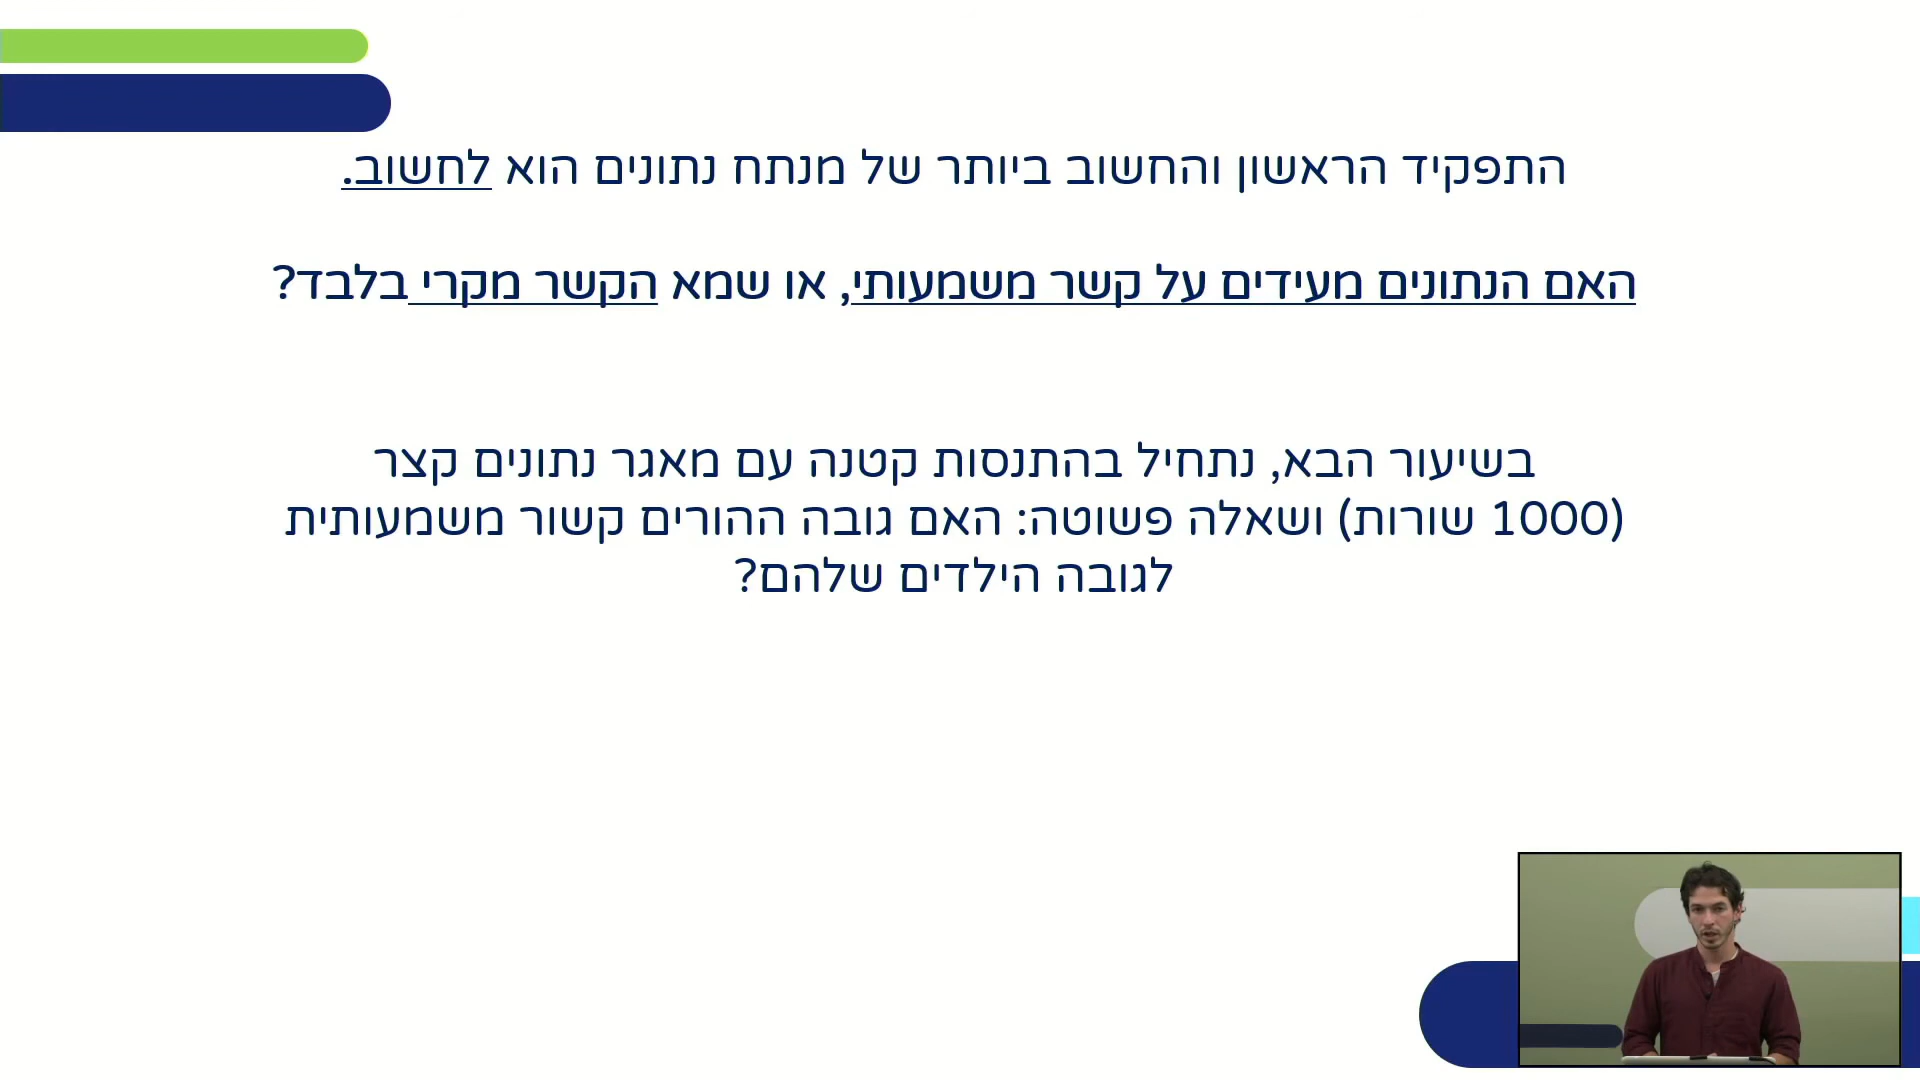 התפקיד הראשון והחשוב ביותר של מנתח נתונים הוא לחשוב.
האם הנתונים מעידים על קשר משמעותי, או שמא הקשר מקרי בלבד?
בשיעור הבא, נתחיל בהתנסות קטנה עם מאגר נתונים קצר
(1000 שורות) ושאלה פשוטה: האם גובה ההורים קשור משמעותית
לגובה הילדים שלהם?